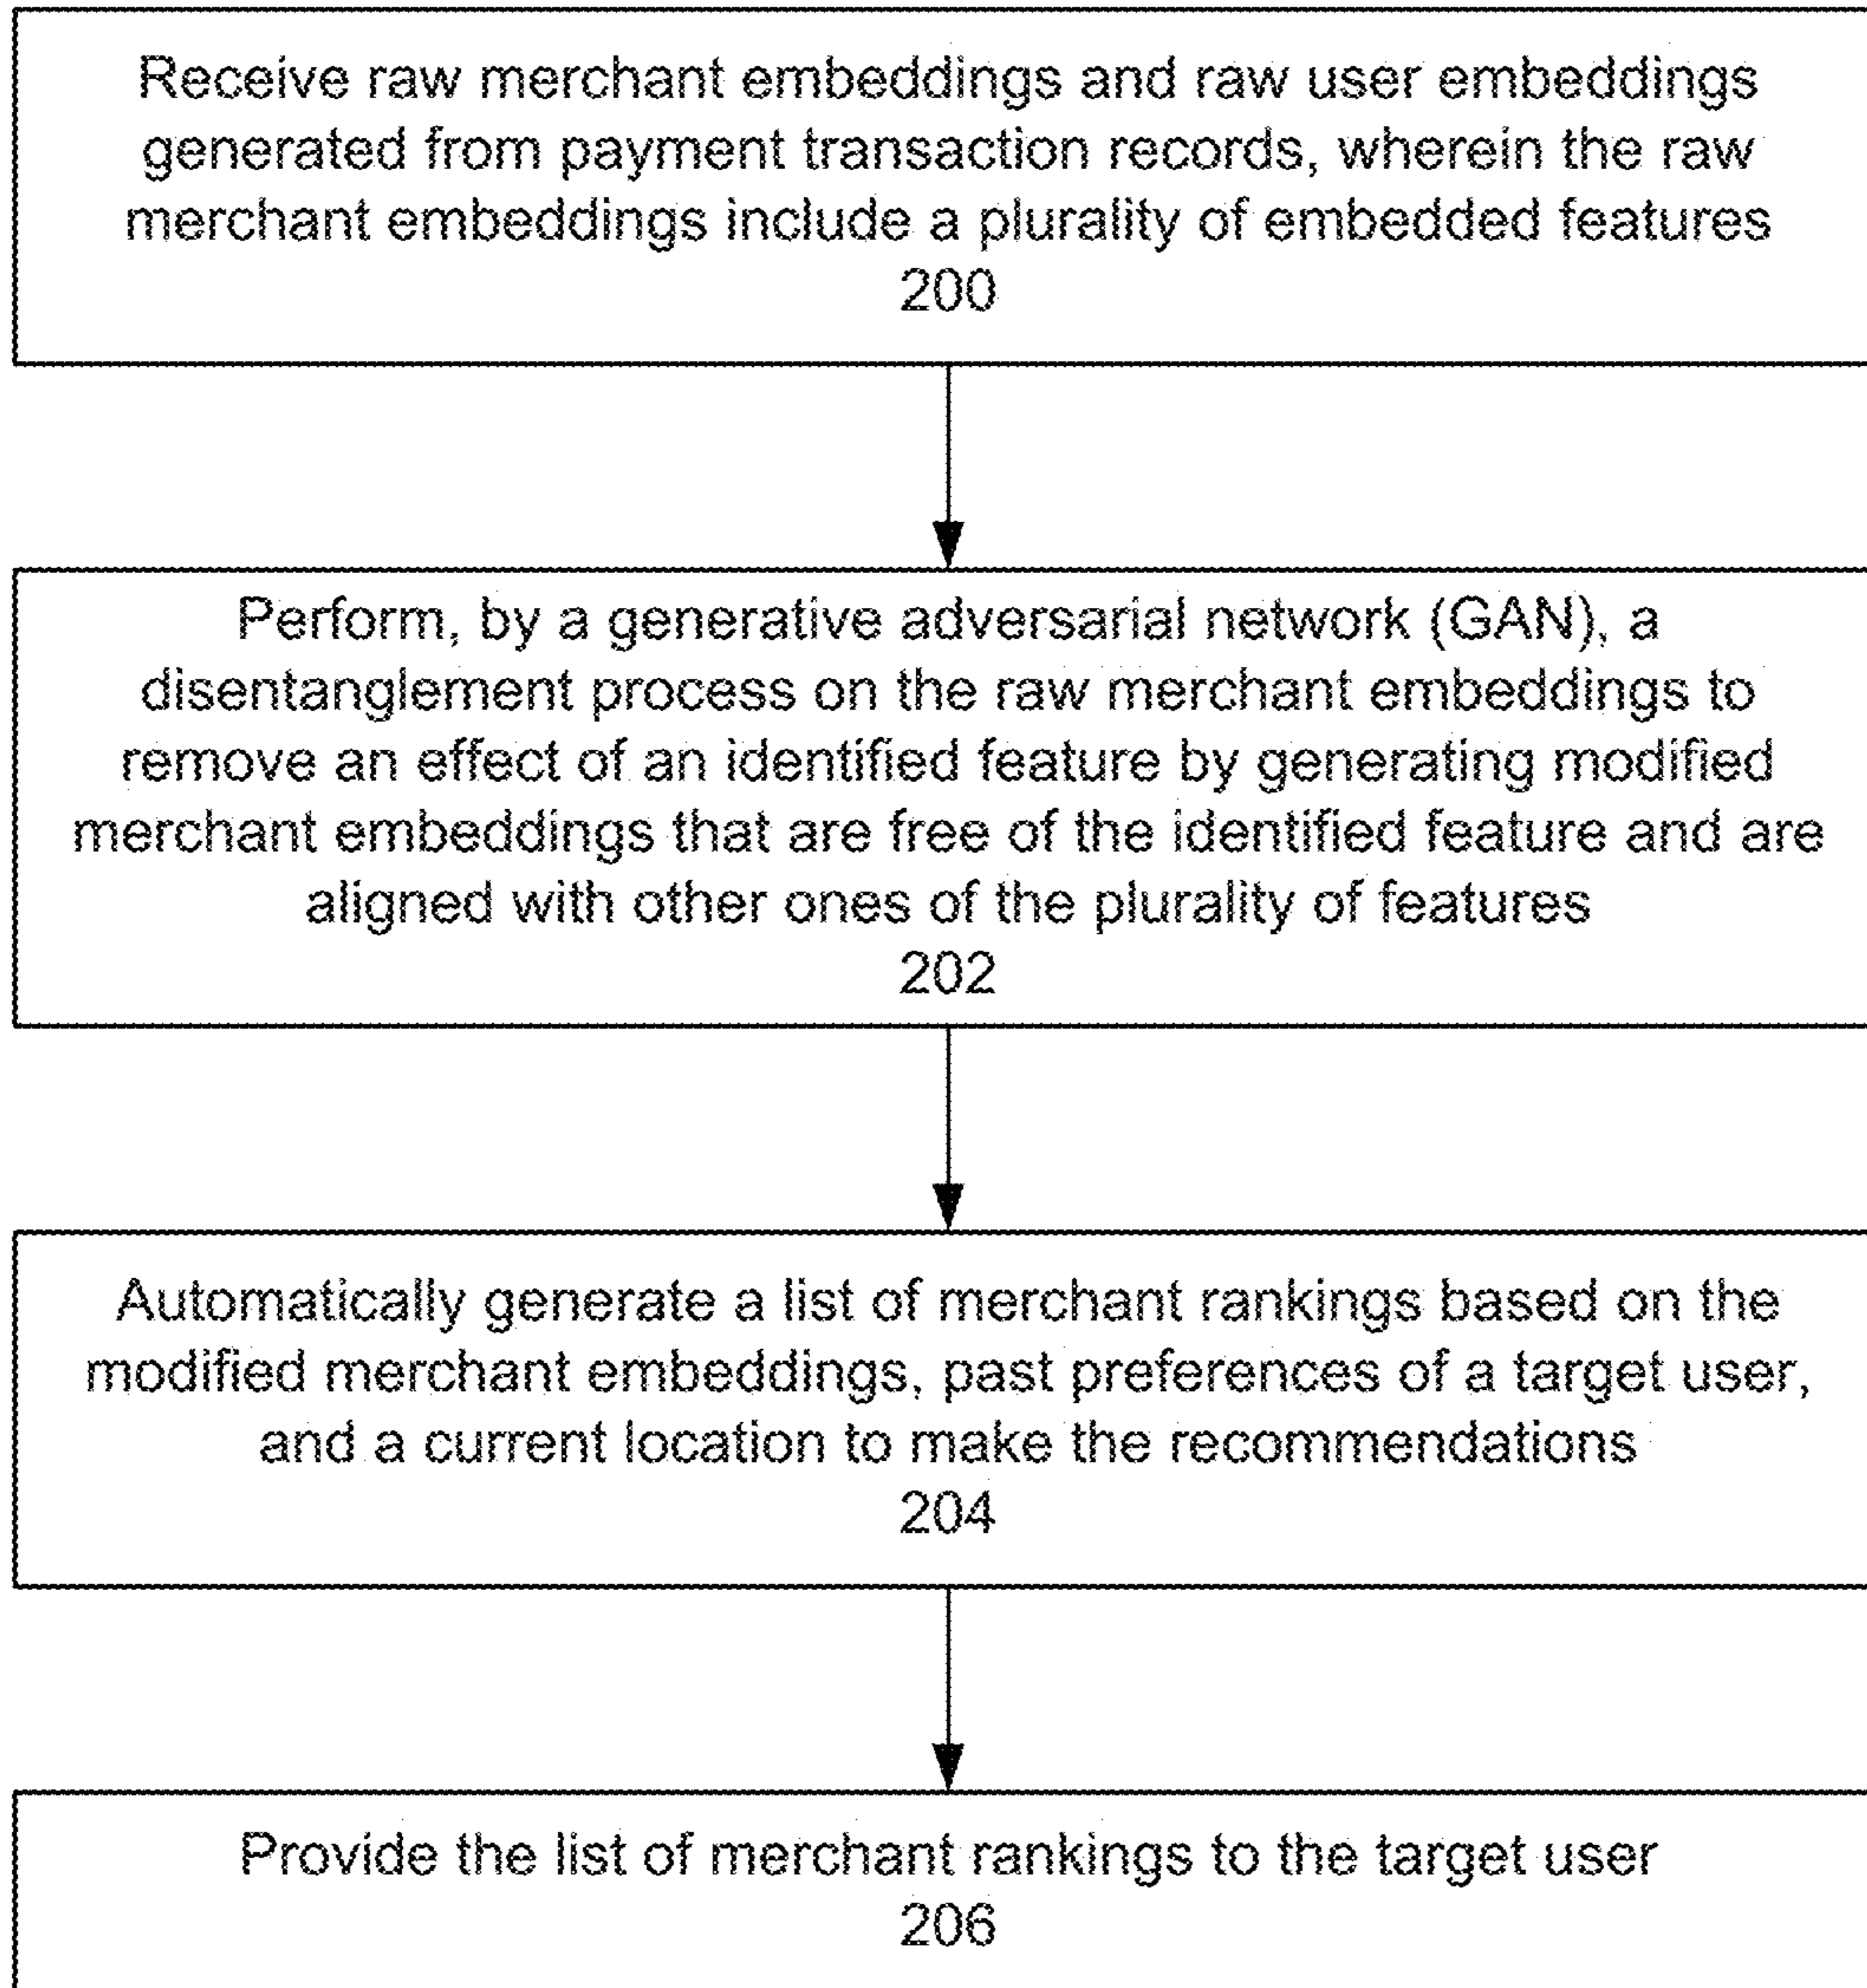 Receive raw merchant embeddings and raw user embeddings
generated from payment transaction records, wherein the raw
merchant embeddings include a plurality of embedded features
200
Perform, by a generative adversarial network (GAN), a
disentanglement process on the raw merchant embeddings to
remove an effect of an identified feature by generating modified
merchant embeddings that are free of the identified feature and are
aligned with other ones of the plurality of features
202
Automatically generate a list of merchant rankings based on the
modified merchant embeddings, past preferences of a target user,
and a current location to make the recommendations
204
Provide the list of merchant rankings to the target user
206